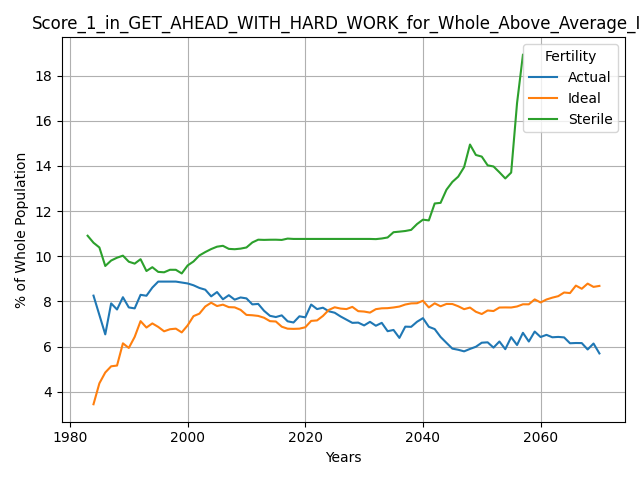 Score_1_in_GET_AHEAD_WITH_HARD_WORK_for_Whole_Above_Average_I
Fertility
Actual
Ideal
Sterile
% of Whole Population
18
16
14
12
10
8
6
4
1980 2000 2020 2040 2060
Years